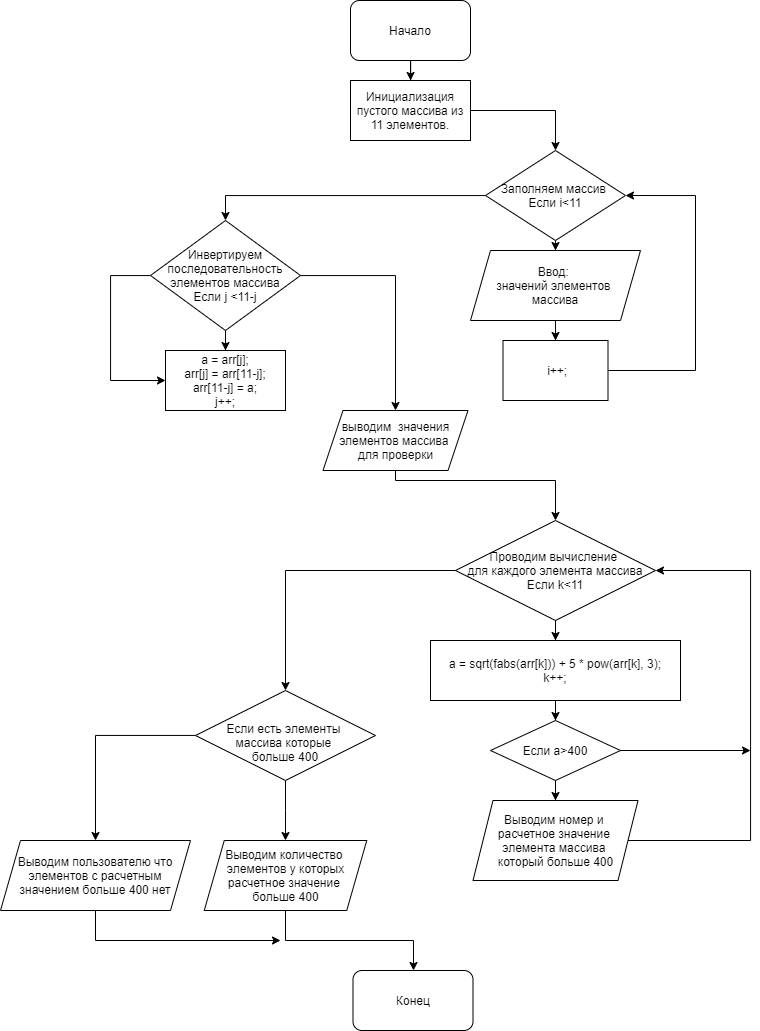 Начало
Инициализация
пустого массива из
11 элементов.
Заполняем массив
Если i<11
Инвертируем
последовательность
элементов массива
Если j <11-j
Ввод:
значений элементов
массива
a = arr[j];
arr[j] = arr[11-j];
arr[11-j] = a;
j++;
i++;
выводим значения
элементов массива
для проверки
Проводим вычисление
для каждого элемента массива
Если k<11
a = sqrt(fabs(arr[k])) + 5 * pow(arr[k], 3);
k++;
Если есть элементы
массива которые
больше 400
Если a>400
Выводим номер и
расчетное значение
элемента массива
который больше 400
Выводим пользователю что
элементов с расчетным
значением больше 400 нет
Выводим количество
элементов у которых
расчетное значение
больше 400
Конец